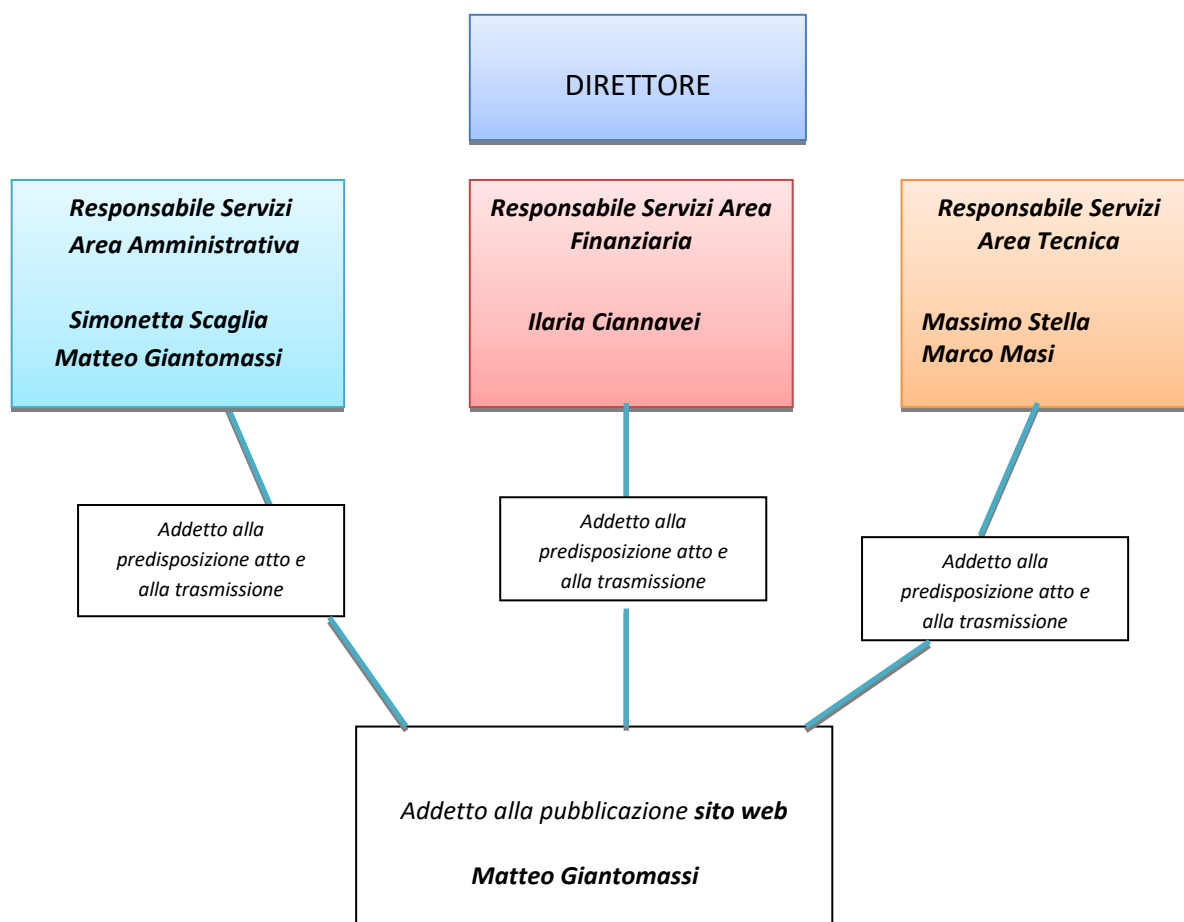 DIRETTORE
Responsabile Servizi
Area Amministrativa
Simonetta Scaglia
Matteo Giantomassi
Responsabile Servizi Area
Finanziaria
Ilaria Ciannavei
Responsabile Servizi
Area Tecnica
Massimo Stella
Marco Masi
Addetto alla
predisposizione atto e
alla trasmissione
Addetto alla
predisposizione atto e
alla trasmissione
Addetto alla
predisposizione atto e
alla trasmissione
Addetto alla pubblicazione sito web
Matteo Giantomassi